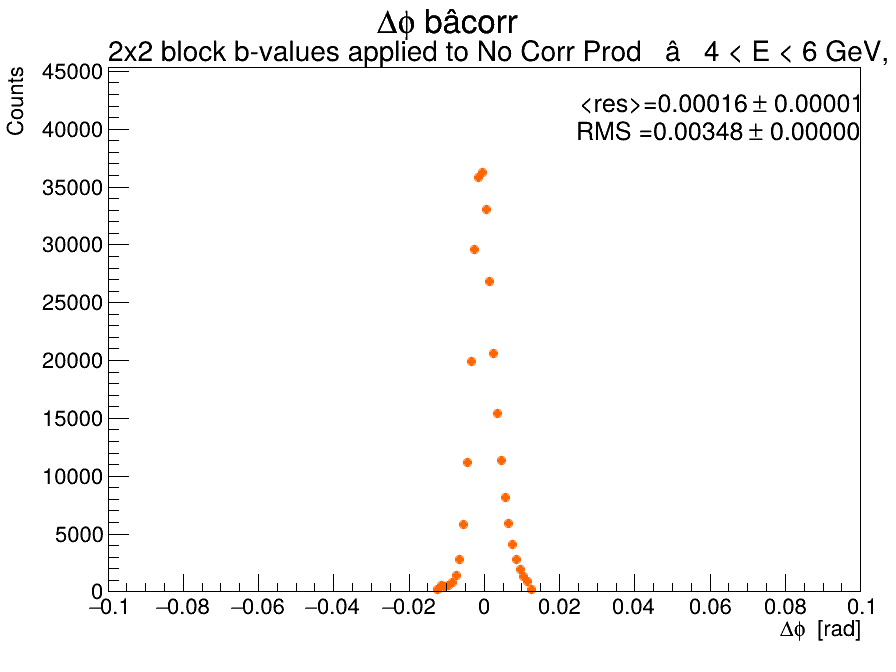 Δϕ bâcorr
2x2 block b-values applied to No Corr Prod â 4 < E < 6 GeV,
<res>=0.00016 ± 0.00001
RMS =0.00348 ± 0.00000
Counts
45000
40000
35000
30000
25000
20000
15000
10000
5000
0
−0.1 −0.08 −0.06 −0.04 −0.02 0 0.02 0.04 0.06 0.08 0.1
Δϕ [rad]